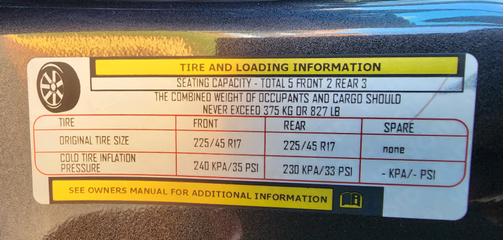 TIRE AND LOADING INFORMATION
SEATING CAPACITY - TOTAL 5 FRONT 2 REAR 3
THE COMBINED WEIGHT OF OCCUPANTS AND CARGO SHOULD
NEVER EXCEED 375 KG OR 827 LB
TIRE FRONT REAR SPARE
ORIGINAL TIRE SIZE 225/45 R17 225/45 R17 none
COLD TIRE INFLATION
PRESSURE 240 KPA/35 PSI 230 KPA/33 PSI - KPA/- PSI
SEE OWNERS MANUAL FOR ADDITIONAL INFORMATION